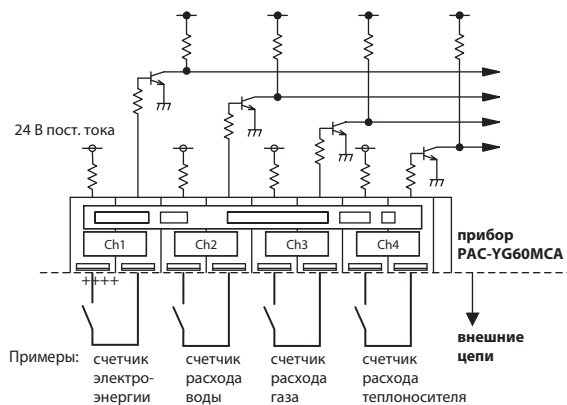 24 В пост. тока
Ch1 Ch2 Ch3 Ch4
прибор
PAC-YG60MCA
++++
внешние
цепи
Примеры: счетчик электро-энергии
счетчик расхода воды
счетчик расхода газа
счетчик расхода теплоносителя